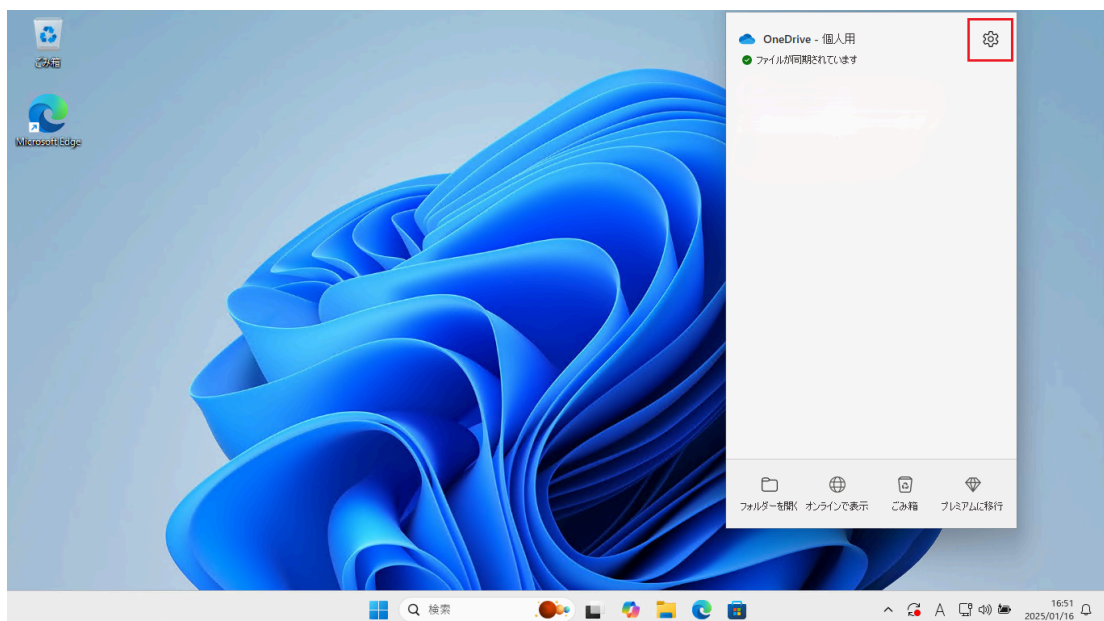 ごみ箱
Microsoft Edge
OneDrive - 個人用
ファイルが同期されています
フォルダーを開く
オンラインで表示
ごみ箱
プレミアムに移行
検索
A
16:51
2025/01/16